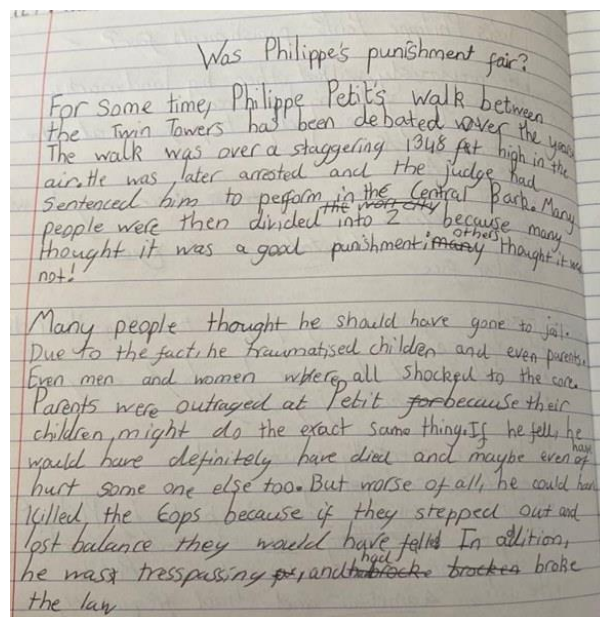 Was Philippe's punishment fair?
For some time, Philippe Petit's walk between
the Twin Towers has been debated over the years
The walk was over a staggering 1348 feet high in the
air. He was later arrested and the judge had
sentenced him to perform in the Central Bark. Many
people were then divided into 2 because many
thought it was a good punishment; others thought it was
not!
Many people thought he should have gone to jail.
Due to the fact, he traumatised children and even parents.
Even men and women where all shocked to the core.
Parents were outraged at Petit because their
children, might do the exact same thing. If he fell, he
would have definitely have died and maybe even have
hurt some one else too. But worse of all, he could have
killed, the Cops because if they stepped out and
lost balance they would have fell. In adition,
he was tresspassing, and had broke
the law